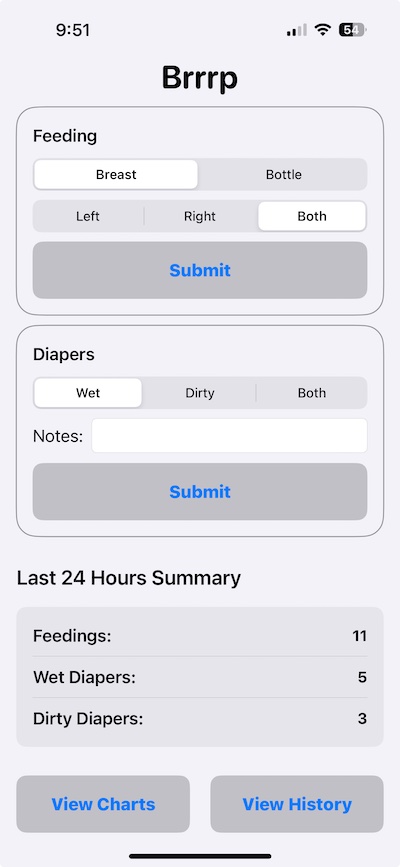 9:51
54
Brrrp
Feeding
Breast Bottle
Left Right Both
Submit
Diapers
Wet Dirty Both
Notes:
Submit
Last 24 Hours Summary
Feedings: 11
Wet Diapers: 5
Dirty Diapers: 3
View Charts View History